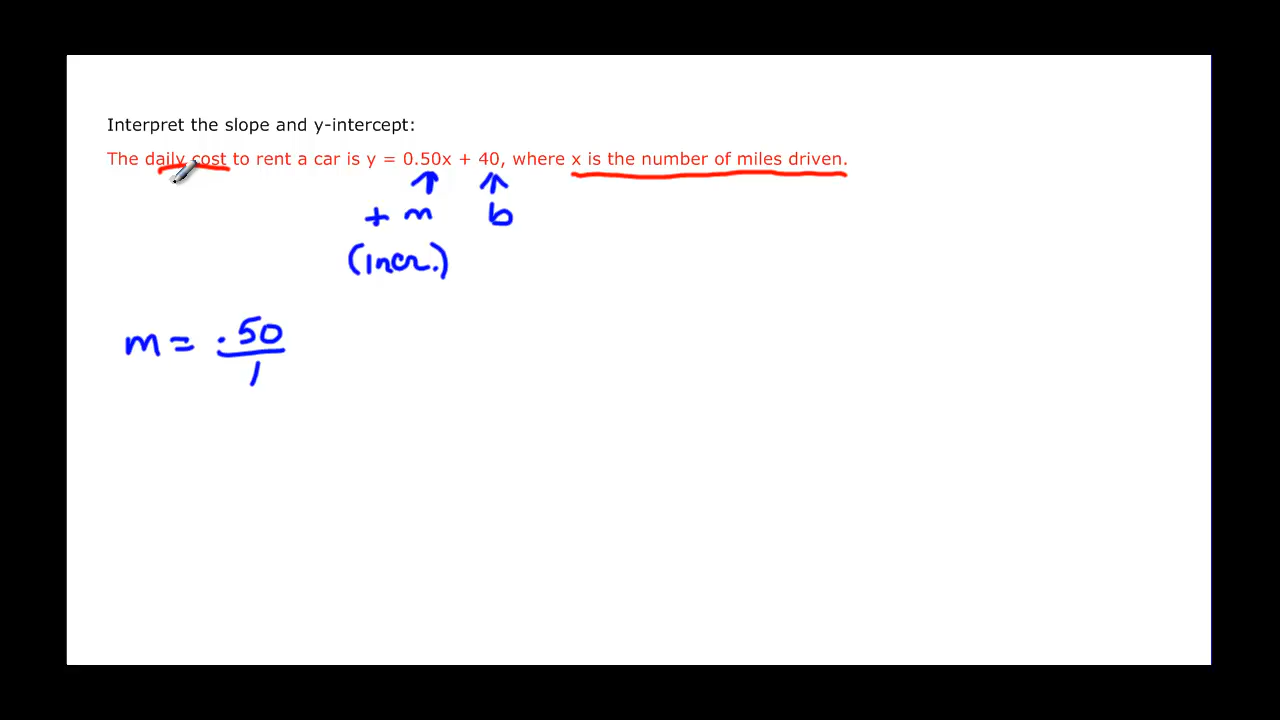 Interpret the slope and y-intercept:
The daily cost to rent a car is y = 0.50x + 40, where x is the number of miles driven.
+ m b
(incr.)
m = .50
1